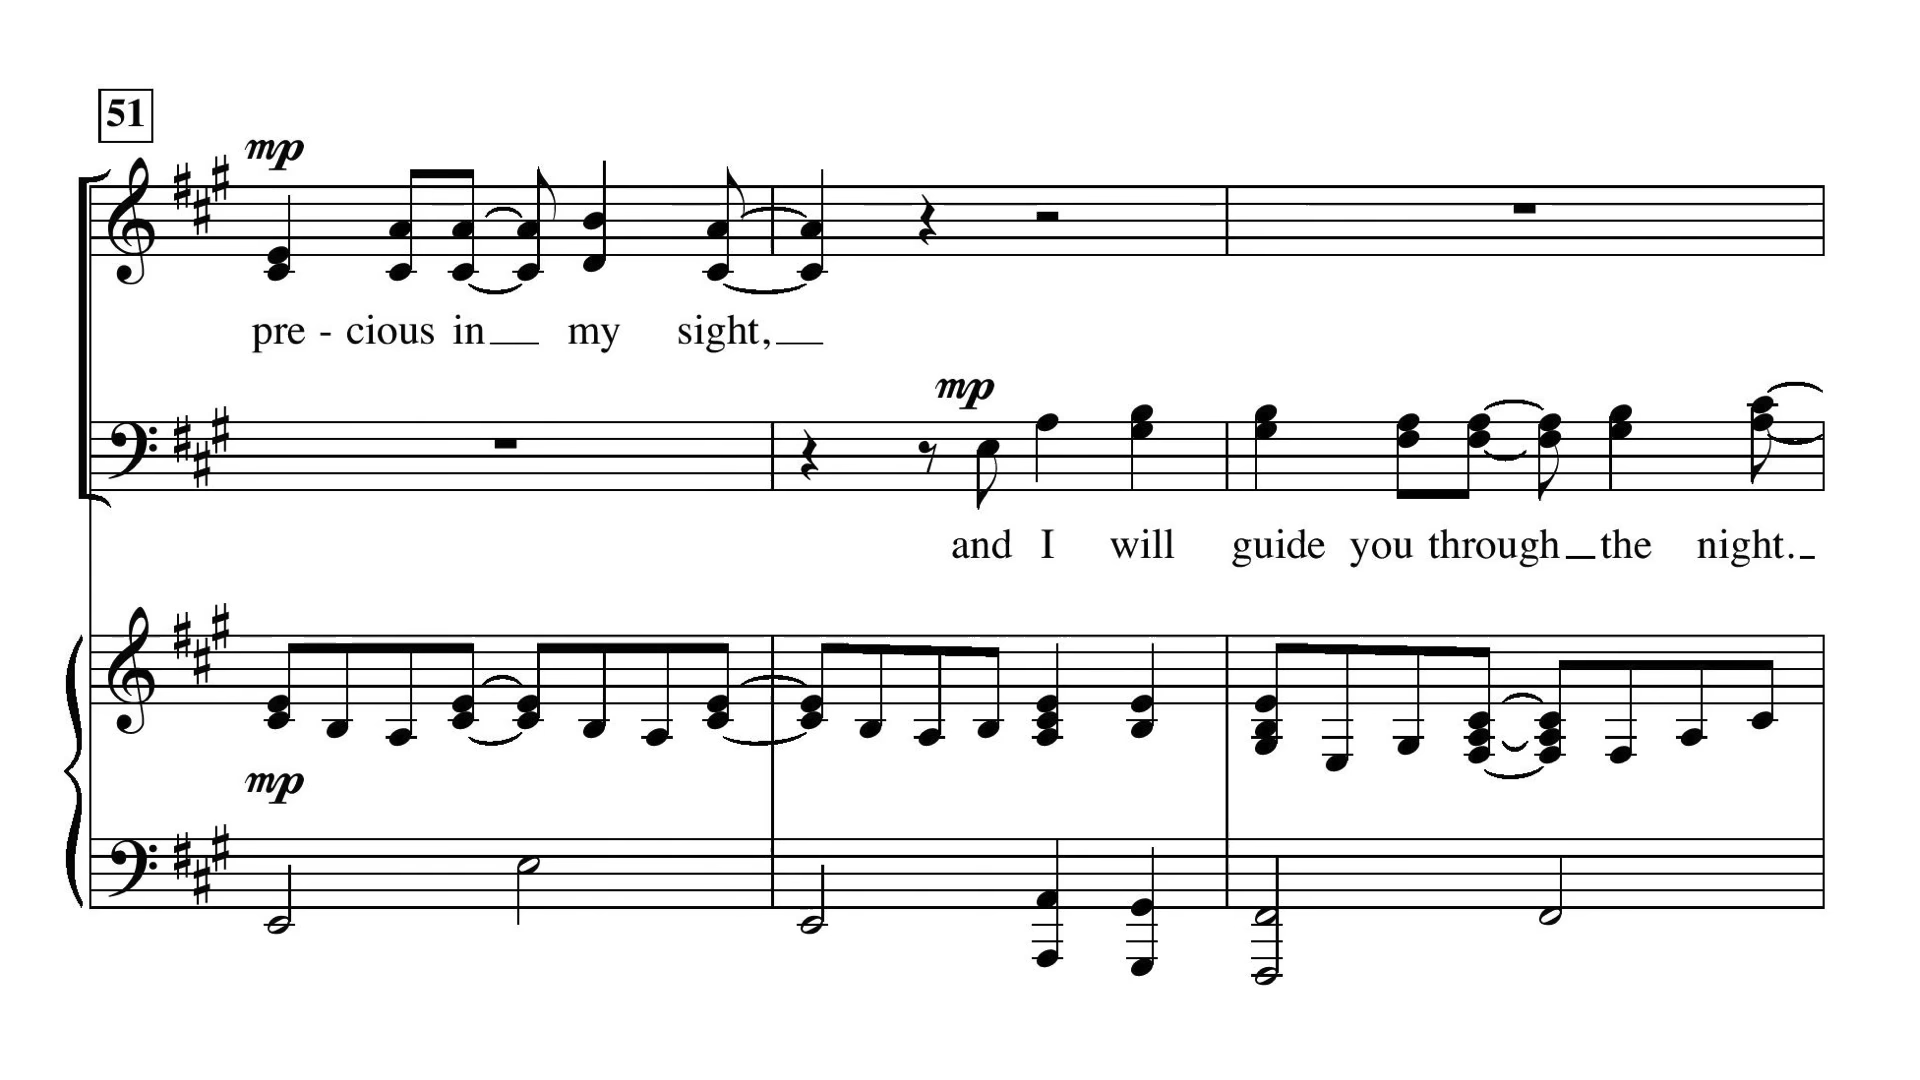 51
mp
pre - cious in my sight,
mp
and I will guide you through the night.
mp